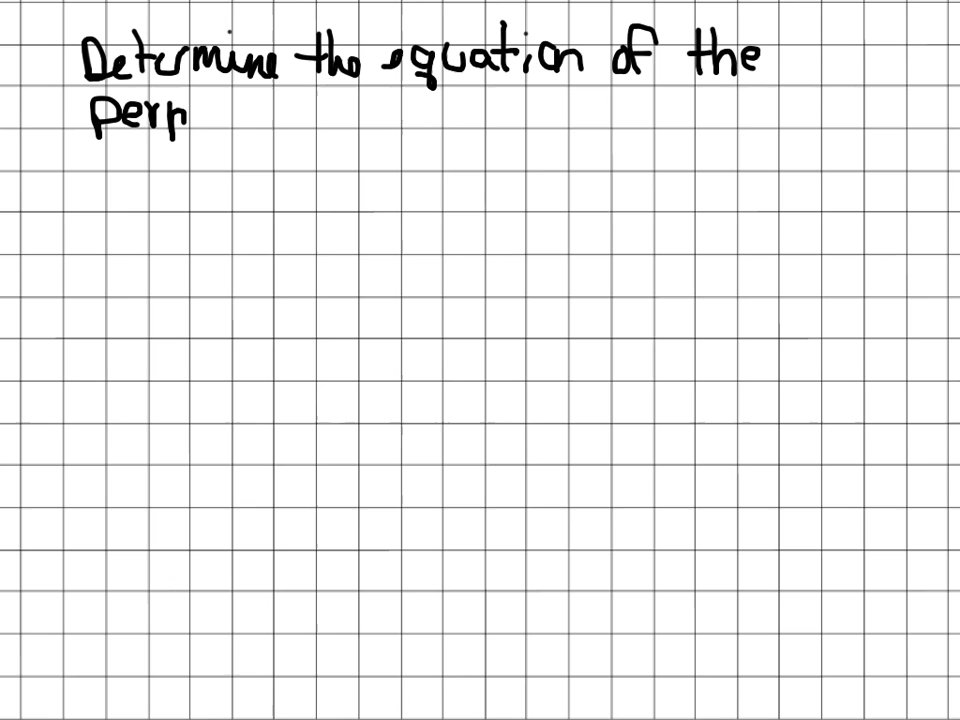 Determine the equation of the
perp